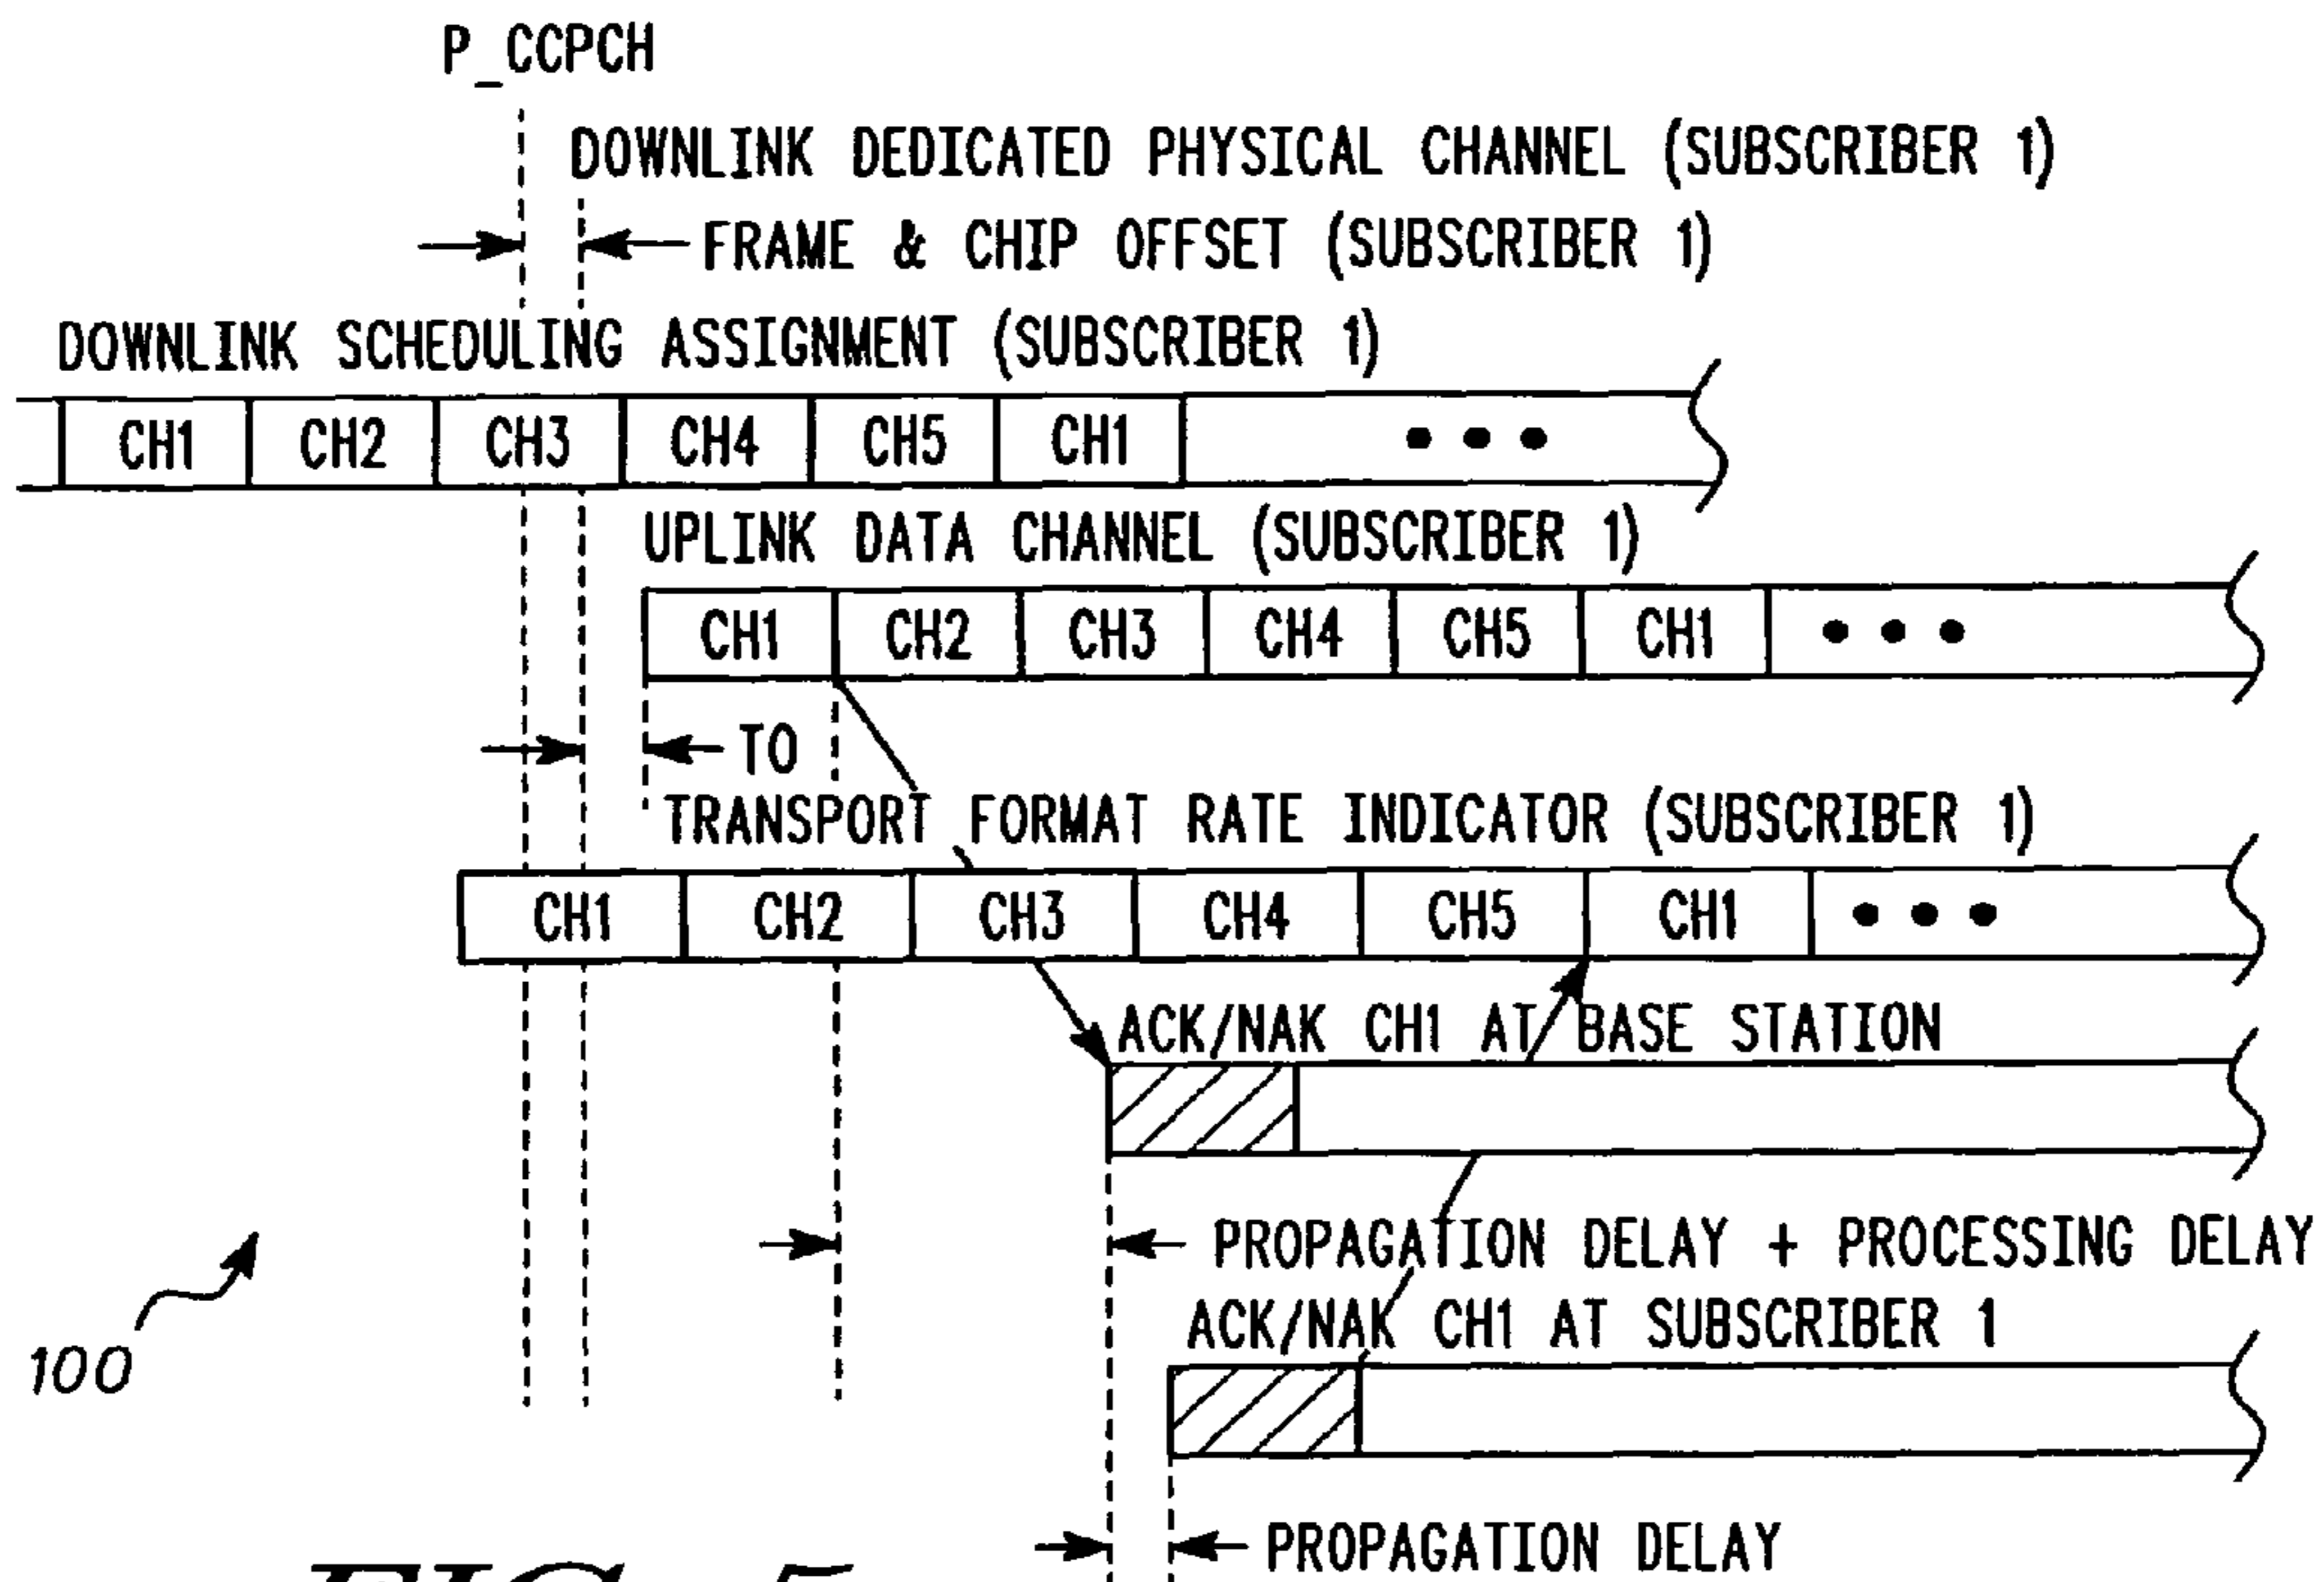 P_CCPCH
DOWNLINK DEDICATED PHYSICAL CHANNEL (SUBSCRIBER 1)
FRAME & CHIP OFFSET (SUBSCRIBER 1)
DOWNLINK SCHEDULING ASSIGNMENT (SUBSCRIBER 1)
CH1 CH2 CH3 CH4 CH5 CH1 •••
UPLINK DATA CHANNEL (SUBSCRIBER 1)
CH1 CH2 CH3 CH4 CH5 CH1 •••
TO
TRANSPORT FORMAT RATE INDICATOR (SUBSCRIBER 1)
CH1 CH2 CH3 CH4 CH5 CH1 •••
ACK/NAK CH1 AT BASE STATION
PROPAGATION DELAY + PROCESSING DELAY
ACK/NAK CH1 AT SUBSCRIBER 1
100
PROPAGATION DELAY